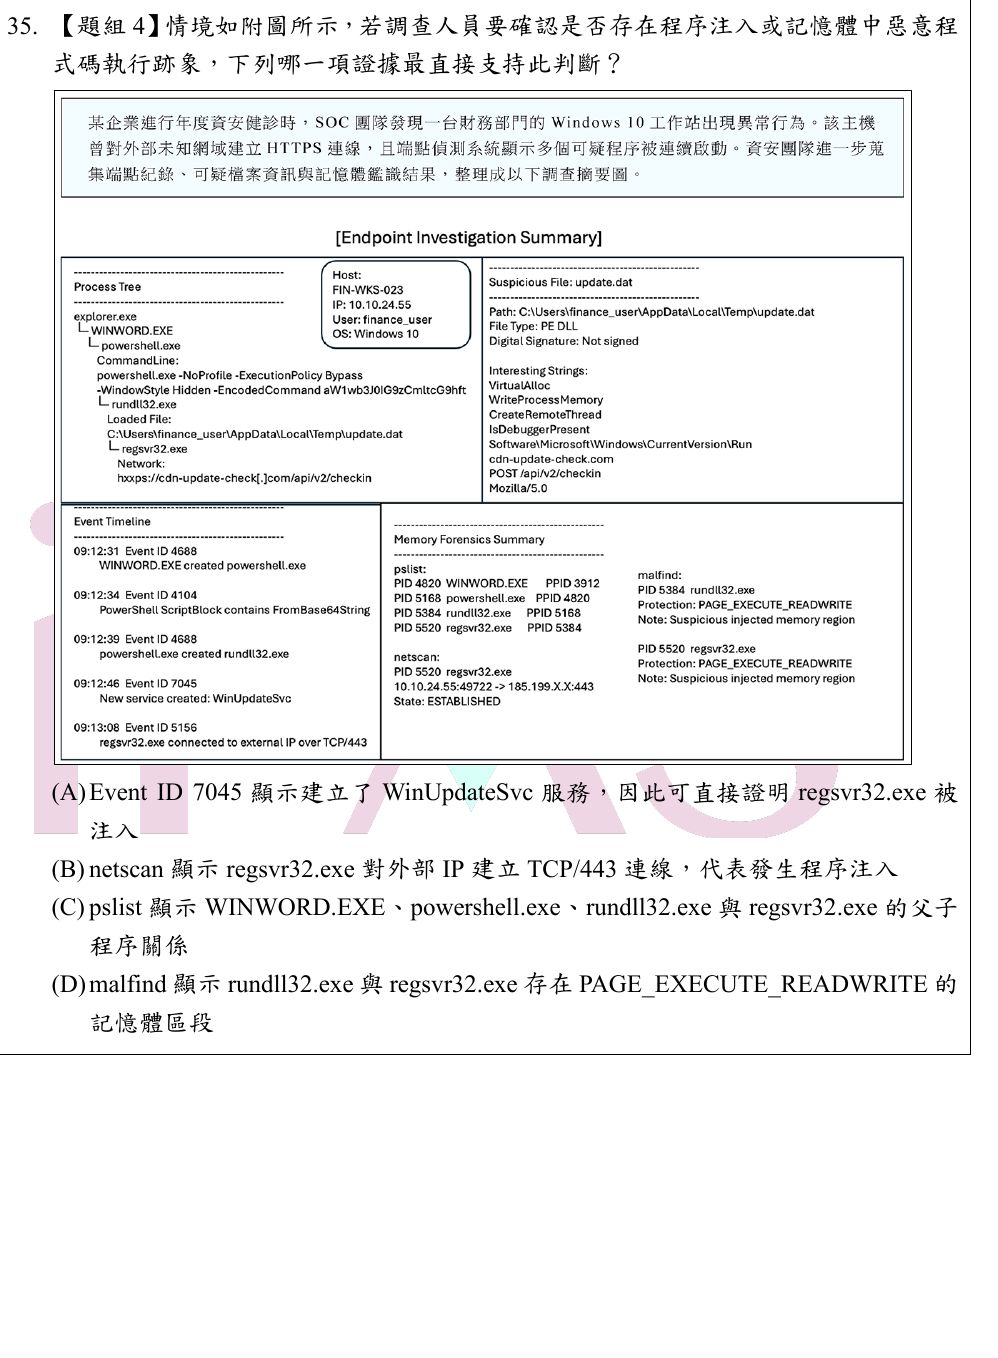 35. 【題組 4】情境如附圖所示，若調查人員要確認是否存在程序注入或記憶體中惡意程
式碼執行跡象，下列哪一項證據最直接支持此判斷？
某企業進行年度資安健診時，SOC 團隊發現一台財務部門的 Windows 10 工作站出現異常行為。該主機
曾對外部未知網域建立 HTTPS 連線，且端點偵測系統顯示多個可疑程序被連續啟動。資安團隊進一步蒐
集端點紀錄、可疑檔案資訊與記憶體鑑識結果，整理成以下調查摘要圖。
[Endpoint Investigation Summary]
--------------------------------------------------
Process Tree
--------------------------------------------------
explorer.exe
WINWORD.EXE
powershell.exe
CommandLine:
powershell.exe -NoProfile -ExecutionPolicy Bypass
-WindowStyle Hidden -EncodedCommand aW1wb3J0IG9zCmltcG9hft
rundll32.exe
Loaded File:
C:\Users\finance_user\AppData\Local\Temp\update.dat
regsvr32.exe
Network:
hxxps://cdn-update-check[.]com/api/v2/checkin
Host:
FIN-WKS-023
IP: 10.10.24.55
User: finance_user
OS: Windows 10
--------------------------------------------------
Suspicious File: update.dat
--------------------------------------------------
Path: C:\Users\finance_user\AppData\Local\Temp\update.dat
File Type: PE DLL
Digital Signature: Not signed
Interesting Strings:
VirtualAlloc
WriteProcessMemory
CreateRemoteThread
IsDebuggerPresent
Software\Microsoft\Windows\CurrentVersion\Run
cdn-update-check.com
POST /api/v2/checkin
Mozilla/5.0
--------------------------------------------------
Event Timeline
--------------------------------------------------
09:12:31 Event ID 4688
WINWORD.EXE created powershell.exe
09:12:34 Event ID 4104
PowerShell ScriptBlock contains FromBase64String
09:12:39 Event ID 4688
powershell.exe created rundll32.exe
09:12:46 Event ID 7045
New service created: WinUpdateSvc
09:13:08 Event ID 5156
regsvr32.exe connected to external IP over TCP/443
--------------------------------------------------
Memory Forensics Summary
--------------------------------------------------
pslist:
PID 4820 WINWORD.EXE PPID 3912
PID 5168 powershell.exe PPID 4820
PID 5384 rundll32.exe PPID 5168
PID 5520 regsvr32.exe PPID 5384
netscan:
PID 5520 regsvr32.exe
10.10.24.55:49722 -> 185.199.X.X:443
State: ESTABLISHED
malfind:
PID 5384 rundll32.exe
Protection: PAGE_EXECUTE_READWRITE
Note: Suspicious injected memory region
PID 5520 regsvr32.exe
Protection: PAGE_EXECUTE_READWRITE
Note: Suspicious injected memory region
(A) Event ID 7045 顯示建立了 WinUpdateSvc 服務，因此可直接證明 regsvr32.exe 被
注入
(B) netscan 顯示 regsvr32.exe 對外部 IP 建立 TCP/443 連線，代表發生程序注入
(C) pslist 顯示 WINWORD.EXE、powershell.exe、rundll32.exe 與 regsvr32.exe 的父子
程序關係
(D) malfind 顯示 rundll32.exe 與 regsvr32.exe 存在 PAGE_EXECUTE_READWRITE 的
記憶體區段